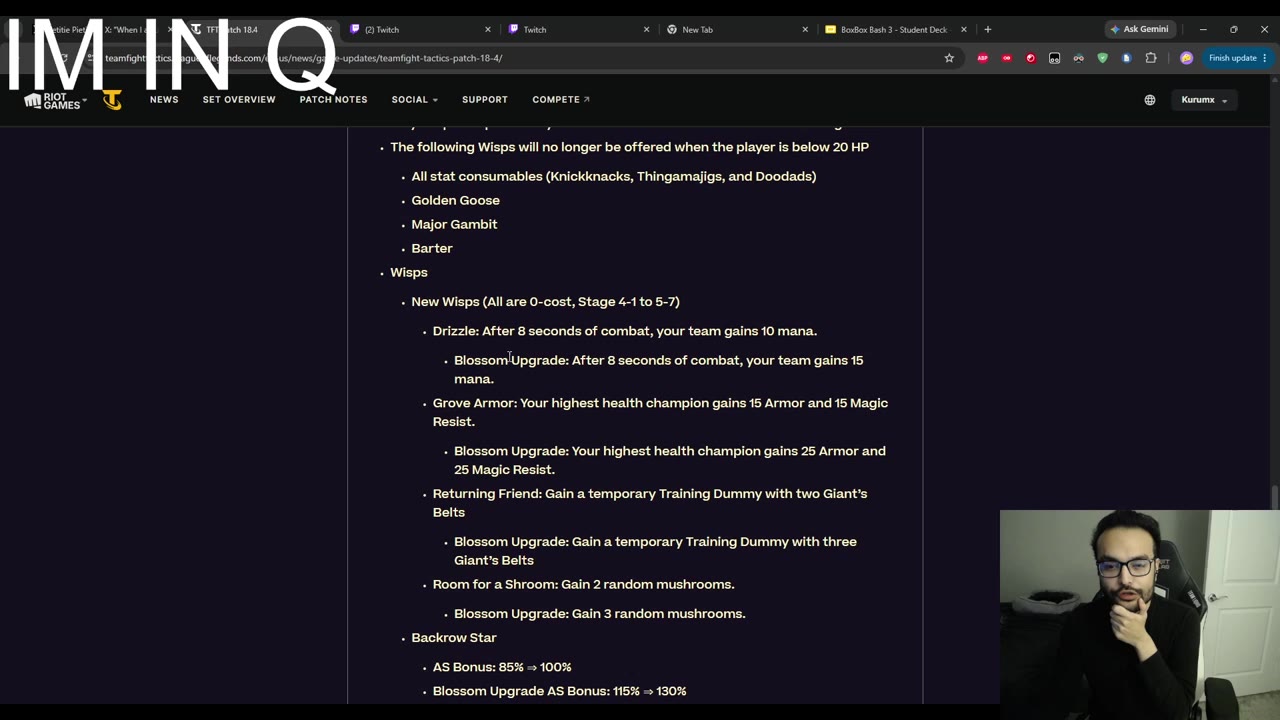 IM IN Q
X: "When I
TFT
atch 18.4
(2) Twitch
Twitch
New Tab
BoxBox Bash 3 - Student Deck
Ask Gemini
teamfighttactics.leagueoflegends.com/
/news/game-updates/teamfight-tactics-patch-18-4/
Finish update
RIOT GAMES
NEWS
SET OVERVIEW
PATCH NOTES
SOCIAL
SUPPORT
COMPETE
Kurumx
• The following Wisps will no longer be offered when the player is below 20 HP
• All stat consumables (Knickknacks, Thingamajigs, and Doodads)
• Golden Goose
• Major Gambit
• Barter
• Wisps
• New Wisps (All are 0-cost, Stage 4-1 to 5-7)
• Drizzle: After 8 seconds of combat, your team gains 10 mana.
• Blossom Upgrade: After 8 seconds of combat, your team gains 15
mana.
• Grove Armor: Your highest health champion gains 15 Armor and 15 Magic
Resist.
• Blossom Upgrade: Your highest health champion gains 25 Armor and
25 Magic Resist.
• Returning Friend: Gain a temporary Training Dummy with two Giant's
Belts
• Blossom Upgrade: Gain a temporary Training Dummy with three
Giant's Belts
• Room for a Shroom: Gain 2 random mushrooms.
• Blossom Upgrade: Gain 3 random mushrooms.
• Backrow Star
• AS Bonus: 85% ⇒ 100%
• Blossom Upgrade AS Bonus: 115% ⇒ 130%